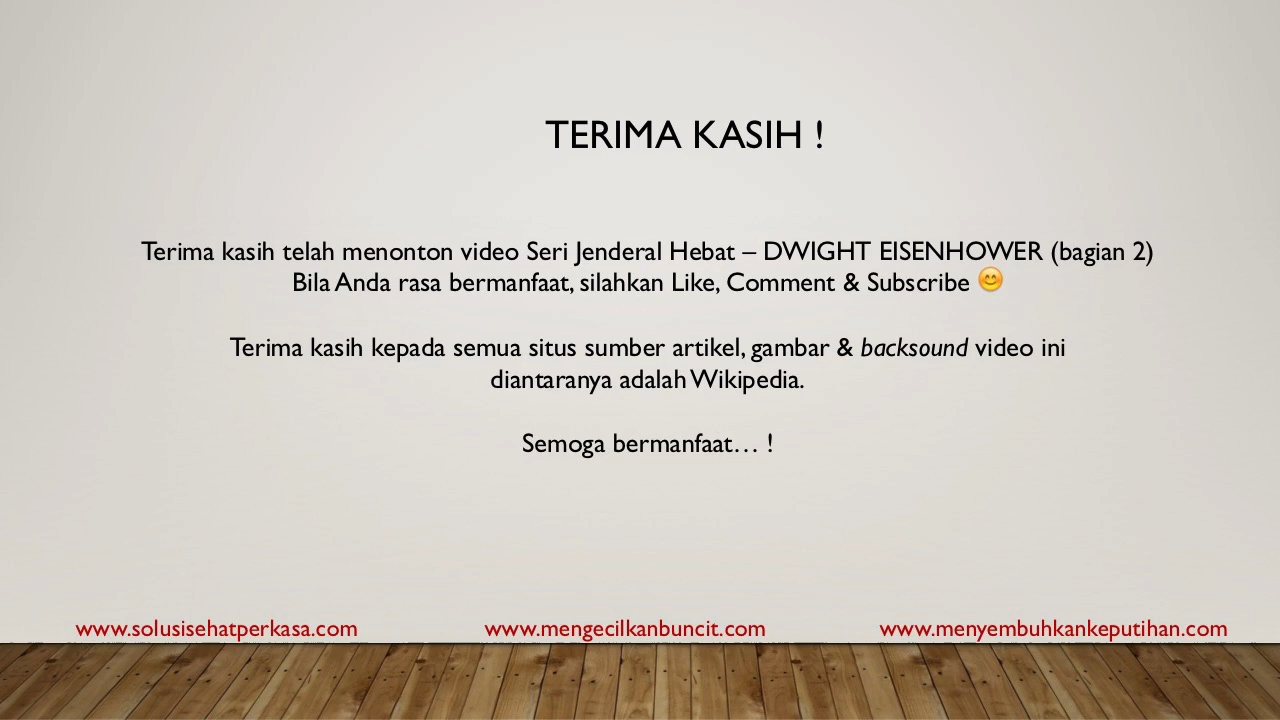 TERIMA KASIH !
Terima kasih telah menonton video Seri Jenderal Hebat – DWIGHT EISENHOWER (bagian 2)
Bila Anda rasa bermanfaat, silahkan Like, Comment & Subscribe 😊
Terima kasih kepada semua situs sumber artikel, gambar & backsound video ini
diantaranya adalah Wikipedia.
Semoga bermanfaat… !
www.solusisehatperkasa.com www.mengecilkanbuncit.com www.menyembuhkankeputihan.com